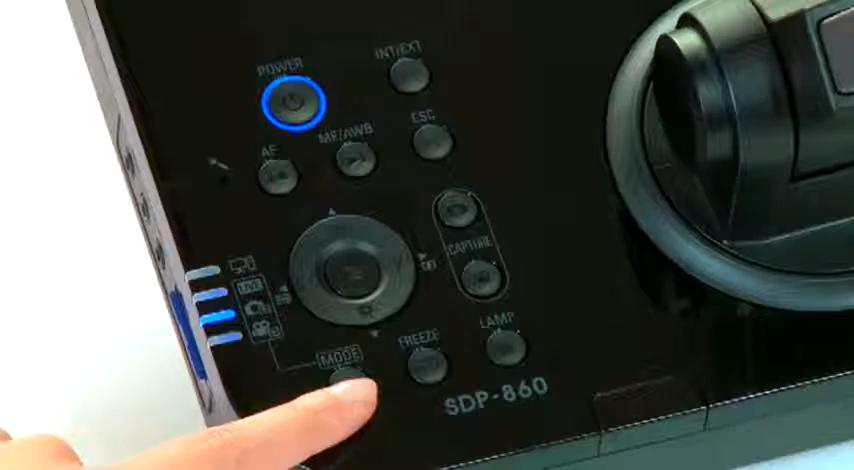 POWER
INT/EXT
AF
MF/AWB
ESC
CAPTURE
LIVE
MODE
FREEZE
LAMP
SDP-860